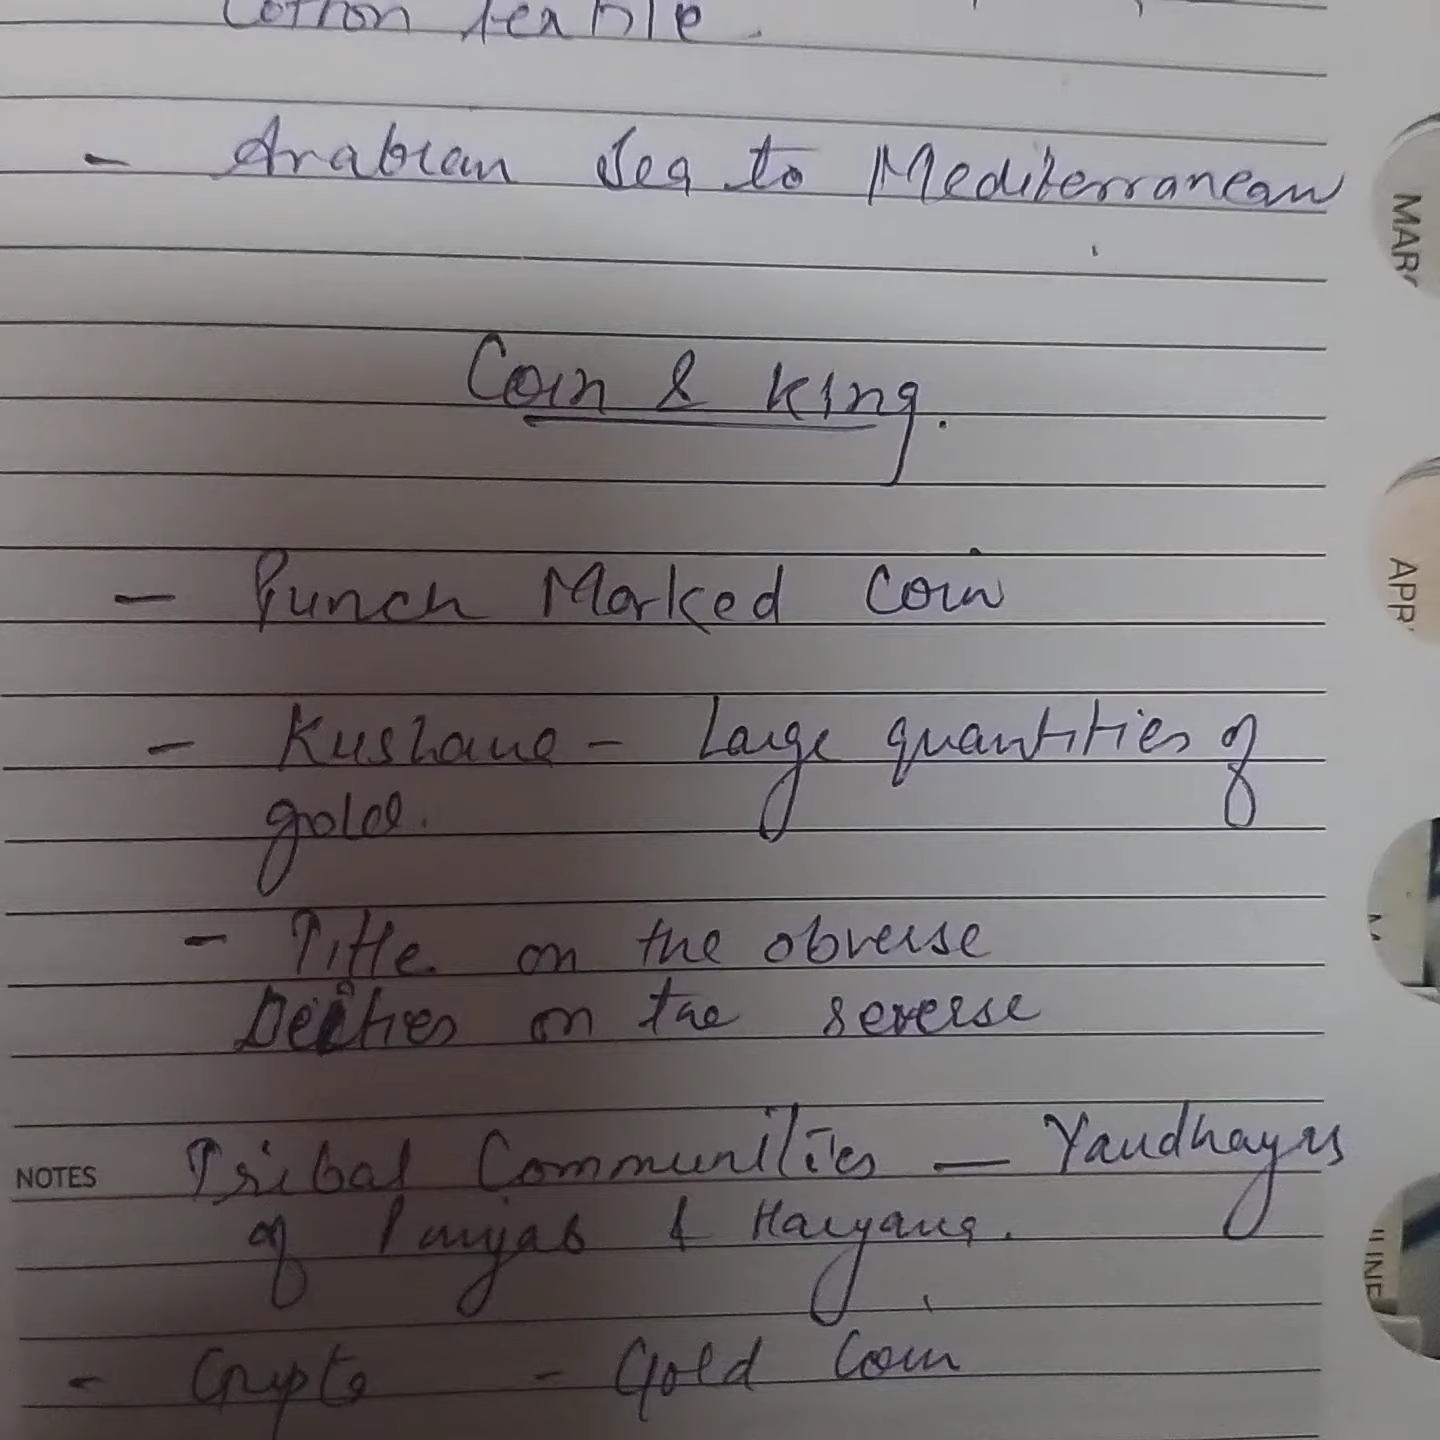 Cotton textile.
- Arabian Sea to Mediterranean
Coin & King.
- Punch Marked Coin
- Kushana - Large quantities of
gold.
- Title on the obverse
Deities on the reverse
NOTES Tribal Communities — Yaudhayas
of Punjab & Haryana.
- Gupta - Gold Coin
MAR
APR
JUNE